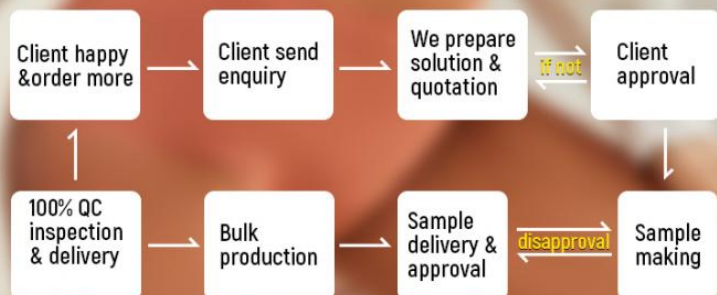 Client happy
&order more
Client send
enquiry
We prepare
solution &
quotation
if not
Client
approval
100% QC
inspection
& delivery
Bulk
production
Sample
delivery &
approval
disapproval
Sample
making